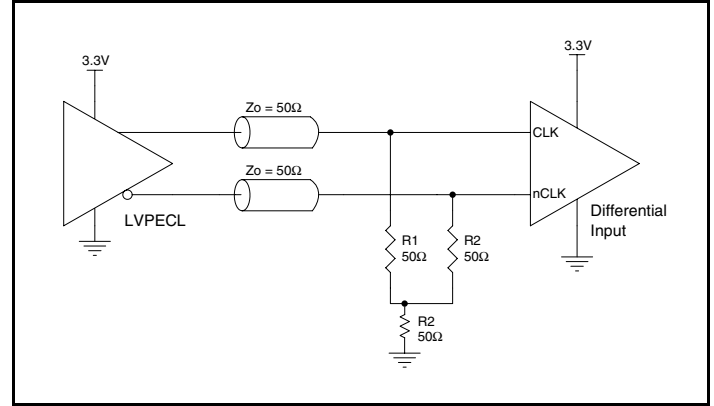 3.3V
3.3V
Zo = 50Ω
CLK
Zo = 50Ω
nCLK
LVPECL
Differential
Input
R1
50Ω
R2
50Ω
R2
50Ω